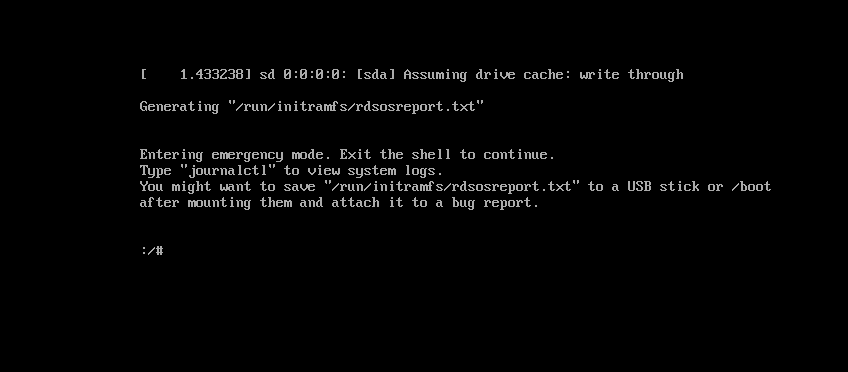 [    1.433238] sd 0:0:0:0: [sda] Assuming drive cache: write through
Generating "/run/initramfs/rdsosreport.txt"
Entering emergency mode. Exit the shell to continue.
Type "journalctl" to view system logs.
You might want to save "/run/initramfs/rdsosreport.txt" to a USB stick or /boot
after mounting them and attach it to a bug report.
:/#